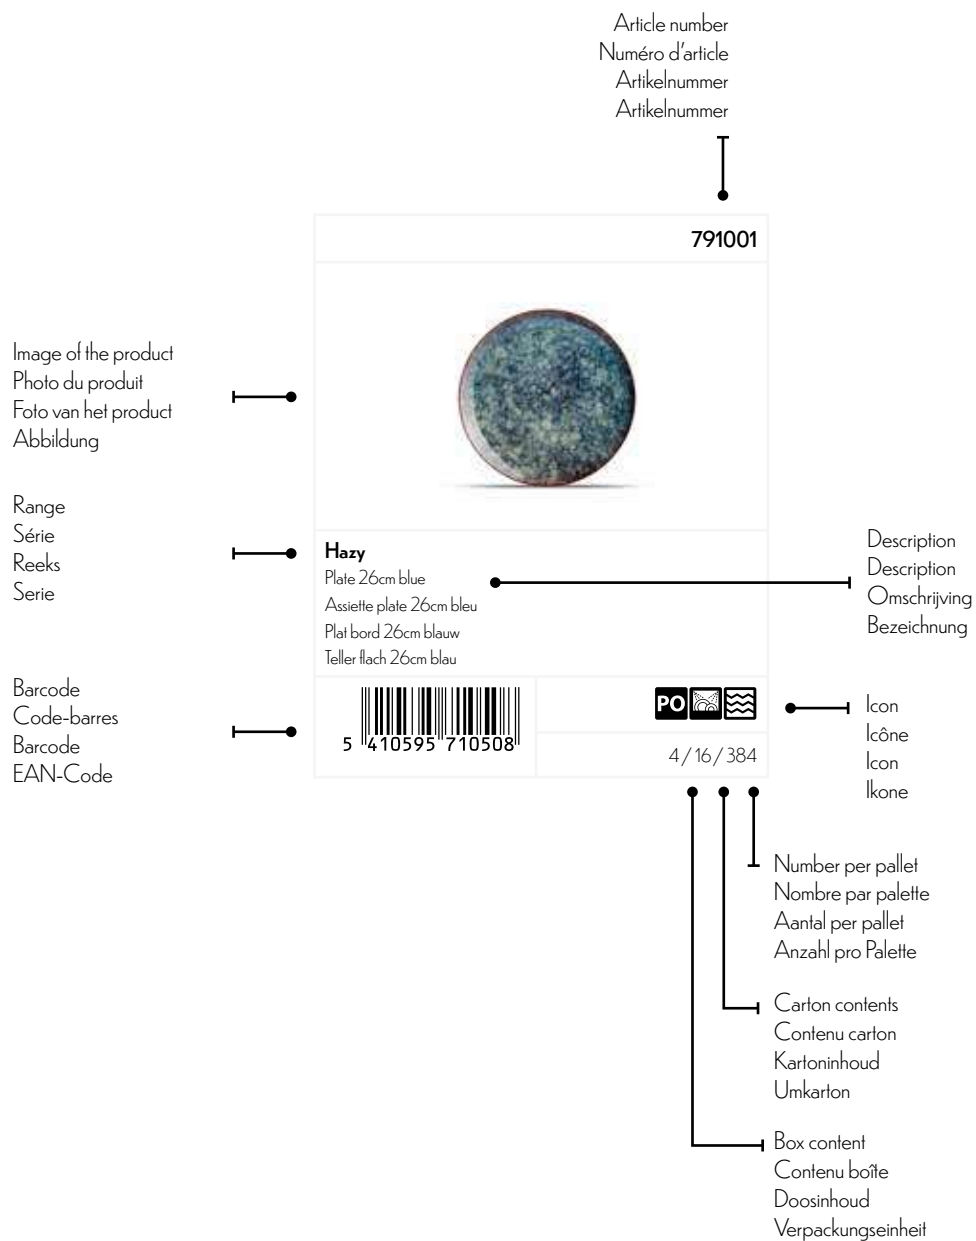 Article number
Numéro d'article
Artikelnummer
Artikelnummer
791001
Image of the product
Photo du produit
Foto van het product
Abbildung
Range
Série
Reeks
Serie
Hazy
Plate 26cm blue
Assiette plate 26cm bleu
Plat bord 26cm blauw
Teller flach 26cm blau
Description
Description
Omschrijving
Bezeichnung
Barcode
Code-barres
Barcode
EAN-Code
5 410595 710508
PO
4 / 16 / 384
Icon
Icône
Icon
Ikone
Number per pallet
Nombre par palette
Aantal per pallet
Anzahl pro Palette
Carton contents
Contenu carton
Kartoninhoud
Umkarton
Box content
Contenu boîte
Doosinhoud
Verpackungseinheit